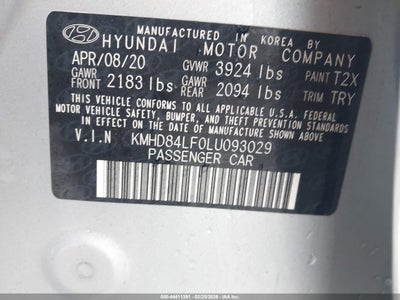 MANUFACTURED IN KOREA BY
HYUNDAI MOTOR COMPANY
APR/08/20 GVWR 3924 lbs PAINT T2X
GAWR FRONT 2183 lbs GAWR REAR 2094 lbs TRIM TRY
THIS VEHICLE CONFORMS TO ALL APPLICABLE U.S.A. FEDERAL
MOTOR VEHICLE SAFETY, BUMPER, AND THEFT PREVENTION
STANDARDS IN EFFECT ON THE DATE OF MANUFACTURE SHOWN ABOVE.
V.I.N KMHD84LF0LU093029
PASSENGER CAR